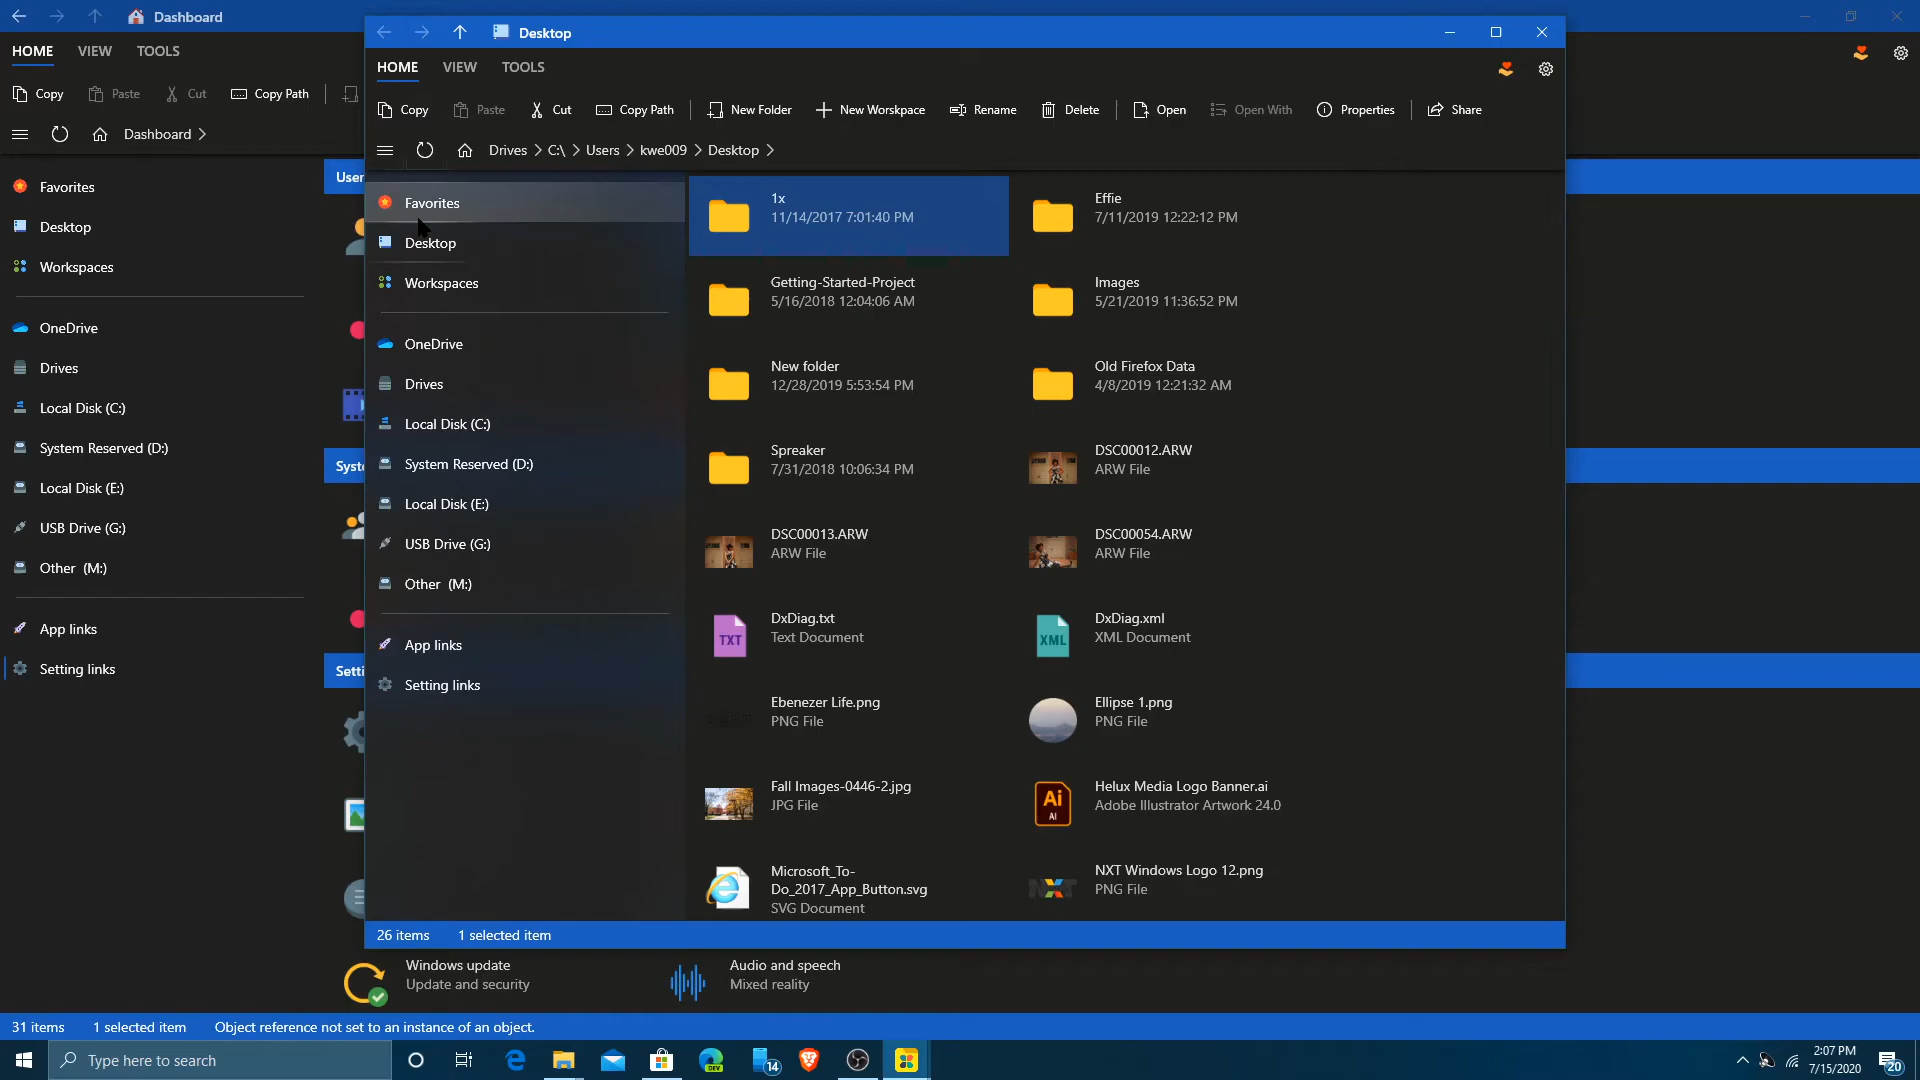 Dashboard
HOME VIEW TOOLS
Copy Paste Cut Copy Path
Dashboard
Favorites
Desktop
Workspaces
OneDrive
Drives
Local Disk (C:)
System Reserved (D:)
Local Disk (E:)
USB Drive (G:)
Other (M:)
App links
Setting links
User
Syst
Setti
Desktop
HOME VIEW TOOLS
Copy Paste Cut Copy Path New Folder New Worskpace Rename Delete Open Open With Properties Share
Drives C:\ Users kwe009 Desktop
Favorites
Desktop
Workspaces
OneDrive
Drives
Local Disk (C:)
System Reserved (D:)
Local Disk (E:)
USB Drive (G:)
Other (M:)
App links
Setting links
1x
11/14/2017 7:01:40 PM
Effie
7/11/2019 12:22:12 PM
Getting-Started-Project
5/16/2018 12:04:06 AM
Images
5/21/2019 11:36:52 PM
New folder
12/28/2019 5:53:54 PM
Old Firefox Data
4/8/2019 12:21:32 AM
Spreaker
7/31/2018 10:06:34 PM
DSC00012.ARW
ARW File
DSC00013.ARW
ARW File
DSC00054.ARW
ARW File
TXT
DxDiag.txt
Text Document
XML
DxDiag.xml
XML Document
Ebenezer Life.png
PNG File
Ellipse 1.png
PNG File
Fall Images-0446-2.jpg
JPG File
Ai
AI
Helux Media Logo Banner.ai
Adobe Illustrator Artwork 24.0
Microsoft_To-
Do_2017_App_Button.svg
SVG Document
NXT
NXT Windows Logo 12.png
PNG File
26 items 1 selected item
Windows update
Update and security
Audio and speech
Mixed reality
31 items 1 selected item Object reference not set to an instance of an object.
Type here to search
DEV
14
2:07 PM
7/15/2020
20